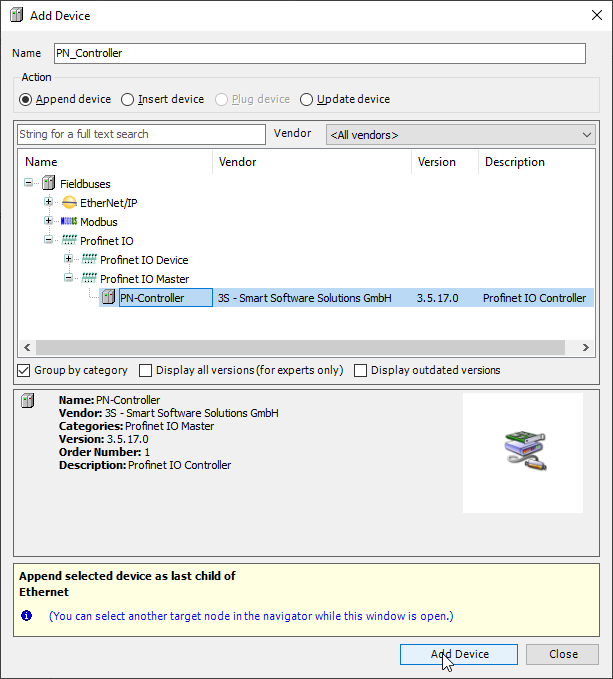 Add Device
Name PN_Controller
Action
Append device Insert device Plug device Update device
String for a full text search Vendor <All vendors>
Name Vendor Version Description
Fieldbuses
EtherNet/IP
MODBUS Modbus
Profinet IO
Profinet IO Device
Profinet IO Master
PN-Controller 3S - Smart Software Solutions GmbH 3.5.17.0 Profinet IO Controller
Group by category Display all versions (for experts only) Display outdated versions
Name: PN-Controller
Vendor: 3S - Smart Software Solutions GmbH
Categories: Profinet IO Master
Version: 3.5.17.0
Order Number: 1
Description: Profinet IO Controller
Append selected device as last child of
Ethernet
(You can select another target node in the navigator while this window is open.)
Add Device Close